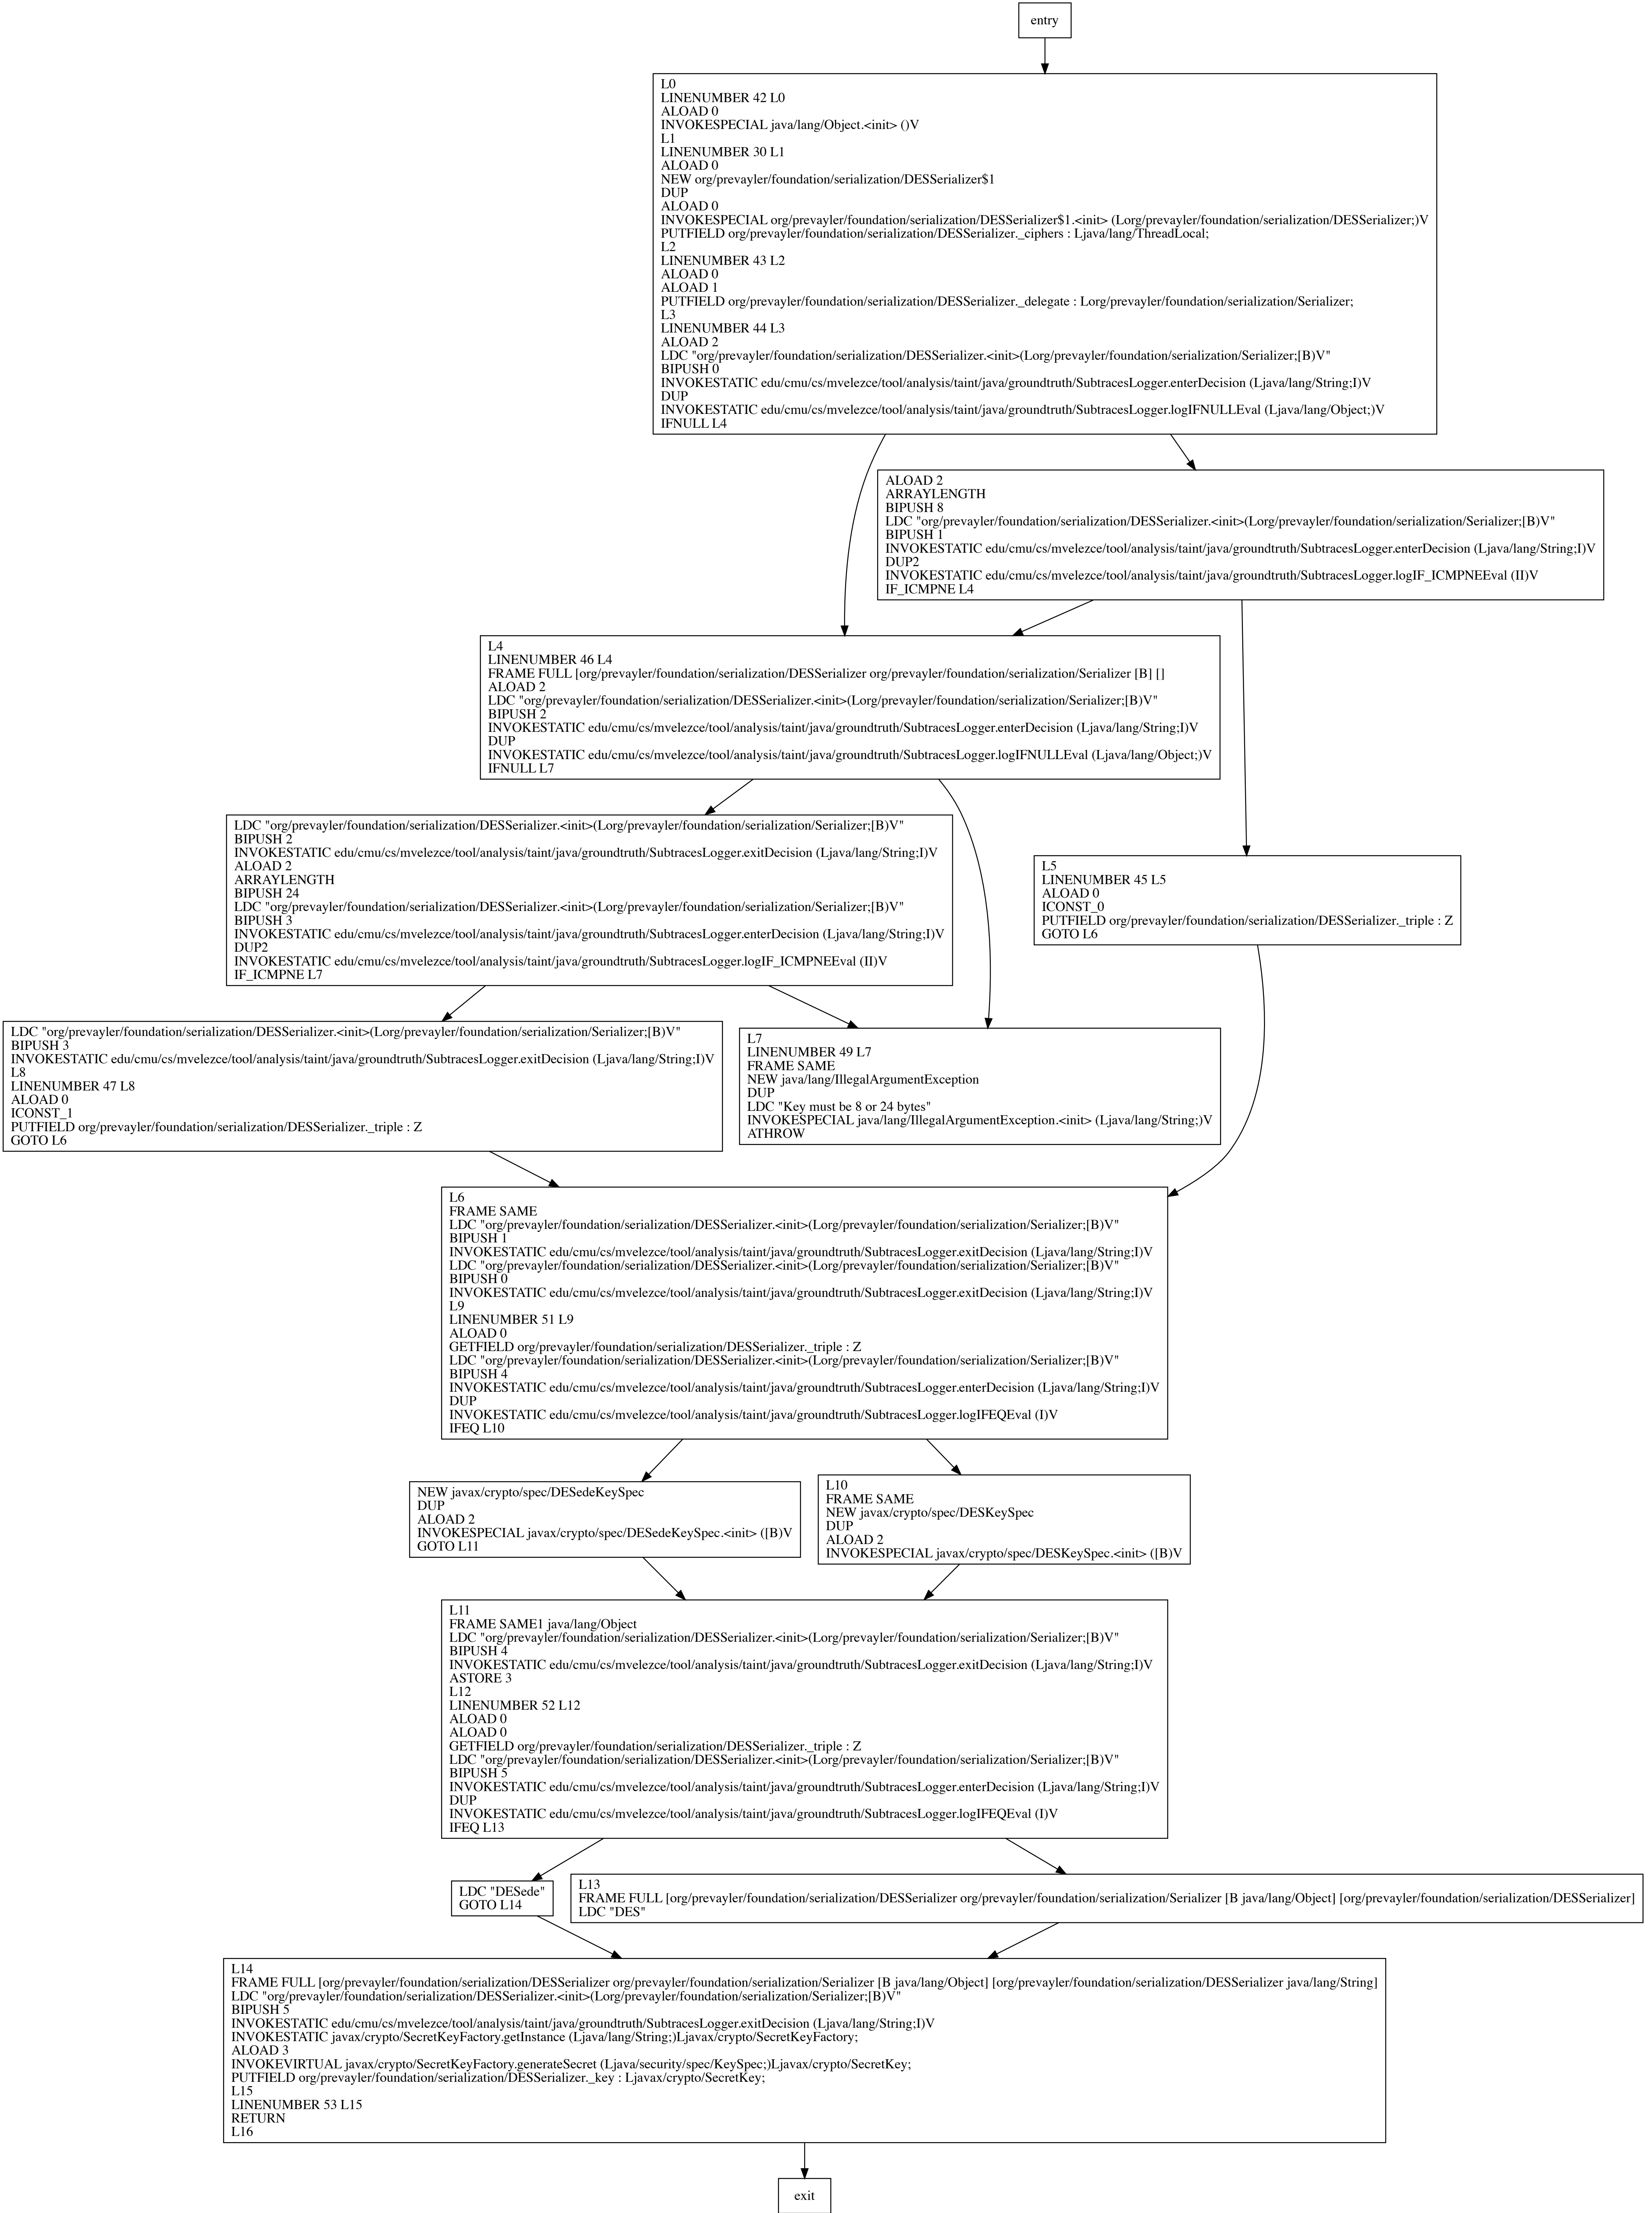 entry
L0
LINENUMBER 42 L0
ALOAD 0
INVOKESPECIAL java/lang/Object.<init> ()V
L1
LINENUMBER 30 L1
ALOAD 0
NEW org/prevayler/foundation/serialization/DESSerializer$1
DUP
ALOAD 0
INVOKESPECIAL org/prevayler/foundation/serialization/DESSerializer$1.<init> (Lorg/prevayler/foundation/serialization/DESSerializer;)V
PUTFIELD org/prevayler/foundation/serialization/DESSerializer._ciphers : Ljava/lang/ThreadLocal;
L2
LINENUMBER 43 L2
ALOAD 0
ALOAD 1
PUTFIELD org/prevayler/foundation/serialization/DESSerializer._delegate : Lorg/prevayler/foundation/serialization/Serializer;
L3
LINENUMBER 44 L3
ALOAD 2
LDC "org/prevayler/foundation/serialization/DESSerializer.<init>(Lorg/prevayler/foundation/serialization/Serializer;[B)V"
BIPUSH 0
INVOKESTATIC edu/cmu/cs/mvelezce/tool/analysis/taint/java/groundtruth/SubtracesLogger.enterDecision (Ljava/lang/String;I)V
DUP
INVOKESTATIC edu/cmu/cs/mvelezce/tool/analysis/taint/java/groundtruth/SubtracesLogger.logIFNULLEval (Ljava/lang/Object;)V
IFNULL L4
ALOAD 2
ARRAYLENGTH
BIPUSH 8
LDC "org/prevayler/foundation/serialization/DESSerializer.<init>(Lorg/prevayler/foundation/serialization/Serializer;[B)V"
BIPUSH 1
INVOKESTATIC edu/cmu/cs/mvelezce/tool/analysis/taint/java/groundtruth/SubtracesLogger.enterDecision (Ljava/lang/String;I)V
DUP2
INVOKESTATIC edu/cmu/cs/mvelezce/tool/analysis/taint/java/groundtruth/SubtracesLogger.logIF_ICMPNEEval (II)V
IF_ICMPNE L4
L4
LINENUMBER 46 L4
FRAME FULL [org/prevayler/foundation/serialization/DESSerializer org/prevayler/foundation/serialization/Serializer [B] []
ALOAD 2
LDC "org/prevayler/foundation/serialization/DESSerializer.<init>(Lorg/prevayler/foundation/serialization/Serializer;[B)V"
BIPUSH 2
INVOKESTATIC edu/cmu/cs/mvelezce/tool/analysis/taint/java/groundtruth/SubtracesLogger.enterDecision (Ljava/lang/String;I)V
DUP
INVOKESTATIC edu/cmu/cs/mvelezce/tool/analysis/taint/java/groundtruth/SubtracesLogger.logIFNULLEval (Ljava/lang/Object;)V
IFNULL L7
LDC "org/prevayler/foundation/serialization/DESSerializer.<init>(Lorg/prevayler/foundation/serialization/Serializer;[B)V"
BIPUSH 2
INVOKESTATIC edu/cmu/cs/mvelezce/tool/analysis/taint/java/groundtruth/SubtracesLogger.exitDecision (Ljava/lang/String;I)V
ALOAD 2
ARRAYLENGTH
BIPUSH 24
LDC "org/prevayler/foundation/serialization/DESSerializer.<init>(Lorg/prevayler/foundation/serialization/Serializer;[B)V"
BIPUSH 3
INVOKESTATIC edu/cmu/cs/mvelezce/tool/analysis/taint/java/groundtruth/SubtracesLogger.enterDecision (Ljava/lang/String;I)V
DUP2
INVOKESTATIC edu/cmu/cs/mvelezce/tool/analysis/taint/java/groundtruth/SubtracesLogger.logIF_ICMPNEEval (II)V
IF_ICMPNE L7
L5
LINENUMBER 45 L5
ALOAD 0
ICONST_0
PUTFIELD org/prevayler/foundation/serialization/DESSerializer._triple : Z
GOTO L6
LDC "org/prevayler/foundation/serialization/DESSerializer.<init>(Lorg/prevayler/foundation/serialization/Serializer;[B)V"
BIPUSH 3
INVOKESTATIC edu/cmu/cs/mvelezce/tool/analysis/taint/java/groundtruth/SubtracesLogger.exitDecision (Ljava/lang/String;I)V
L8
LINENUMBER 47 L8
ALOAD 0
ICONST_1
PUTFIELD org/prevayler/foundation/serialization/DESSerializer._triple : Z
GOTO L6
L7
LINENUMBER 49 L7
FRAME SAME
NEW java/lang/IllegalArgumentException
DUP
LDC "Key must be 8 or 24 bytes"
INVOKESPECIAL java/lang/IllegalArgumentException.<init> (Ljava/lang/String;)V
ATHROW
L6
FRAME SAME
LDC "org/prevayler/foundation/serialization/DESSerializer.<init>(Lorg/prevayler/foundation/serialization/Serializer;[B)V"
BIPUSH 1
INVOKESTATIC edu/cmu/cs/mvelezce/tool/analysis/taint/java/groundtruth/SubtracesLogger.exitDecision (Ljava/lang/String;I)V
LDC "org/prevayler/foundation/serialization/DESSerializer.<init>(Lorg/prevayler/foundation/serialization/Serializer;[B)V"
BIPUSH 0
INVOKESTATIC edu/cmu/cs/mvelezce/tool/analysis/taint/java/groundtruth/SubtracesLogger.exitDecision (Ljava/lang/String;I)V
L9
LINENUMBER 51 L9
ALOAD 0
GETFIELD org/prevayler/foundation/serialization/DESSerializer._triple : Z
LDC "org/prevayler/foundation/serialization/DESSerializer.<init>(Lorg/prevayler/foundation/serialization/Serializer;[B)V"
BIPUSH 4
INVOKESTATIC edu/cmu/cs/mvelezce/tool/analysis/taint/java/groundtruth/SubtracesLogger.enterDecision (Ljava/lang/String;I)V
DUP
INVOKESTATIC edu/cmu/cs/mvelezce/tool/analysis/taint/java/groundtruth/SubtracesLogger.logIFEQEval (I)V
IFEQ L10
NEW javax/crypto/spec/DESedeKeySpec
DUP
ALOAD 2
INVOKESPECIAL javax/crypto/spec/DESedeKeySpec.<init> ([B)V
GOTO L11
L10
FRAME SAME
NEW javax/crypto/spec/DESKeySpec
DUP
ALOAD 2
INVOKESPECIAL javax/crypto/spec/DESKeySpec.<init> ([B)V
L11
FRAME SAME1 java/lang/Object
LDC "org/prevayler/foundation/serialization/DESSerializer.<init>(Lorg/prevayler/foundation/serialization/Serializer;[B)V"
BIPUSH 4
INVOKESTATIC edu/cmu/cs/mvelezce/tool/analysis/taint/java/groundtruth/SubtracesLogger.exitDecision (Ljava/lang/String;I)V
ASTORE 3
L12
LINENUMBER 52 L12
ALOAD 0
ALOAD 0
GETFIELD org/prevayler/foundation/serialization/DESSerializer._triple : Z
LDC "org/prevayler/foundation/serialization/DESSerializer.<init>(Lorg/prevayler/foundation/serialization/Serializer;[B)V"
BIPUSH 5
INVOKESTATIC edu/cmu/cs/mvelezce/tool/analysis/taint/java/groundtruth/SubtracesLogger.enterDecision (Ljava/lang/String;I)V
DUP
INVOKESTATIC edu/cmu/cs/mvelezce/tool/analysis/taint/java/groundtruth/SubtracesLogger.logIFEQEval (I)V
IFEQ L13
LDC "DESede"
GOTO L14
L13
FRAME FULL [org/prevayler/foundation/serialization/DESSerializer org/prevayler/foundation/serialization/Serializer [B java/lang/Object] [org/prevayler/foundation/serialization/DESSerializer]
LDC "DES"
L14
FRAME FULL [org/prevayler/foundation/serialization/DESSerializer org/prevayler/foundation/serialization/Serializer [B java/lang/Object] [org/prevayler/foundation/serialization/DESSerializer java/lang/String]
LDC "org/prevayler/foundation/serialization/DESSerializer.<init>(Lorg/prevayler/foundation/serialization/Serializer;[B)V"
BIPUSH 5
INVOKESTATIC edu/cmu/cs/mvelezce/tool/analysis/taint/java/groundtruth/SubtracesLogger.exitDecision (Ljava/lang/String;I)V
INVOKESTATIC javax/crypto/SecretKeyFactory.getInstance (Ljava/lang/String;)Ljavax/crypto/SecretKeyFactory;
ALOAD 3
INVOKEVIRTUAL javax/crypto/SecretKeyFactory.generateSecret (Ljava/security/spec/KeySpec;)Ljavax/crypto/SecretKey;
PUTFIELD org/prevayler/foundation/serialization/DESSerializer._key : Ljavax/crypto/SecretKey;
L15
LINENUMBER 53 L15
RETURN
L16
exit